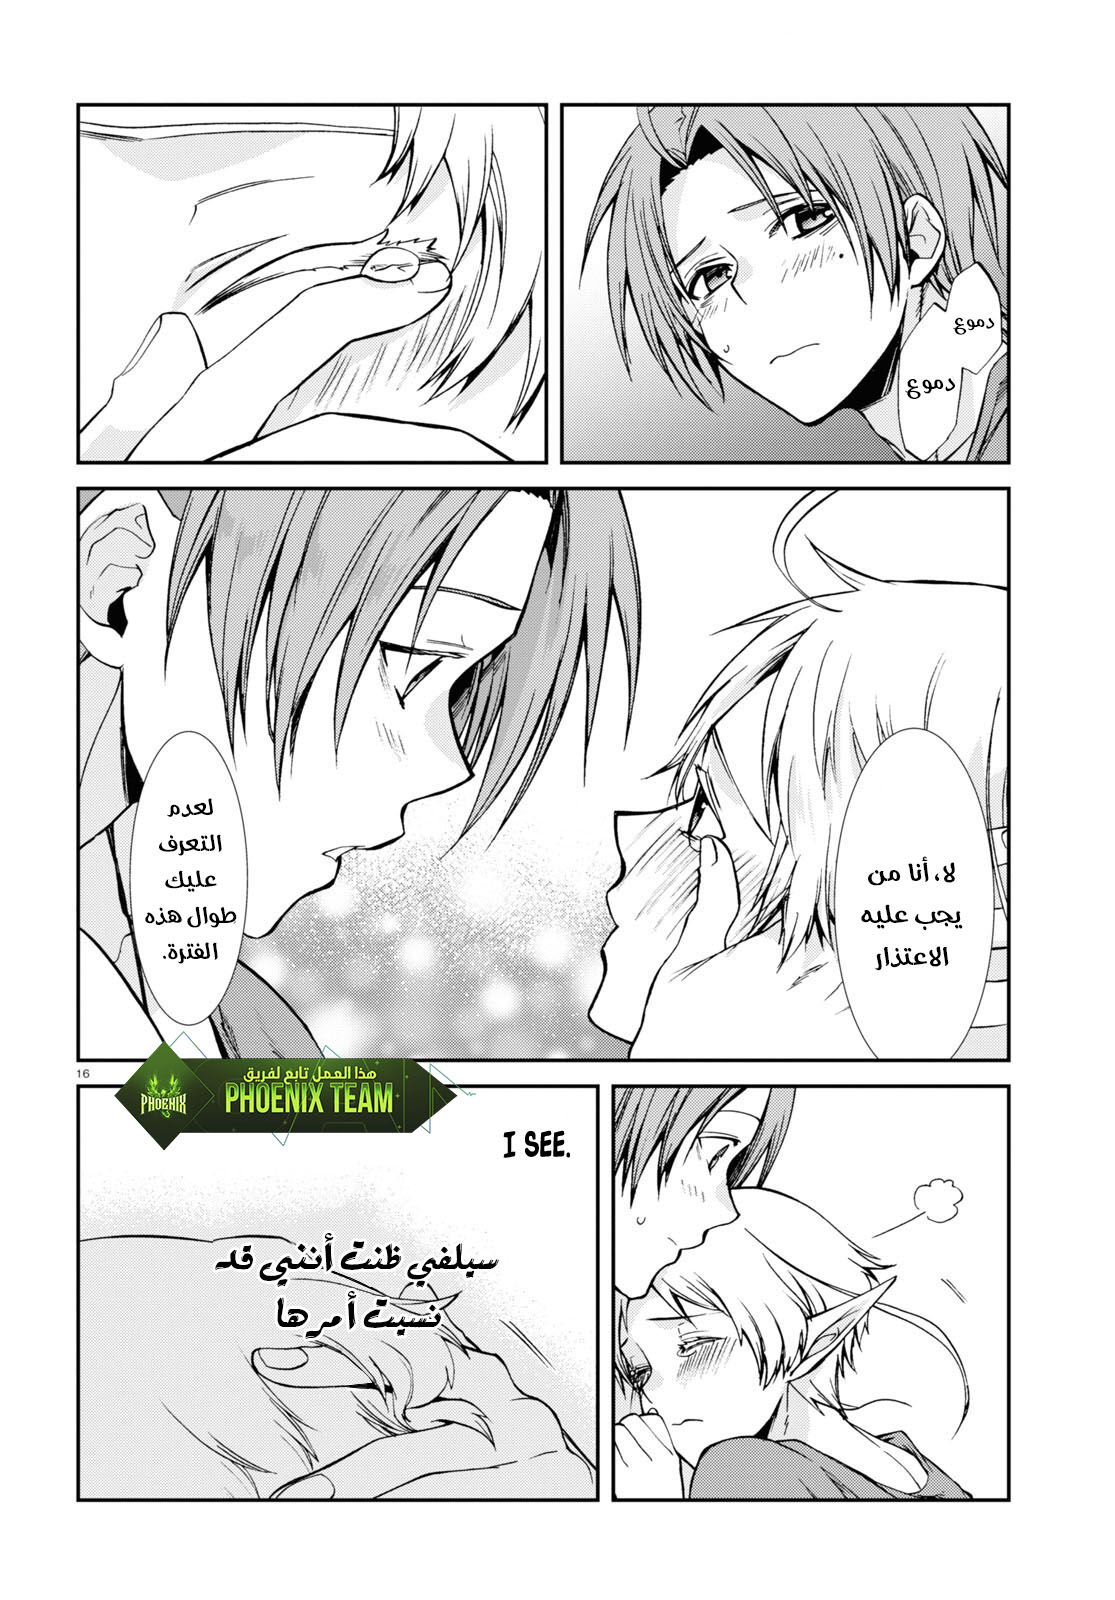 دموع
دموع
لا، أنا من
يجب عليه
الاعتذار
لعدم
التعرف
عليك
طوال هذه
الفترة.
16
هذا العمل تابع لفريق
PHOENIX
PHOENIX TEAM
I SEE.
سيلفي ظنت أنني قد
نسيت أمرها